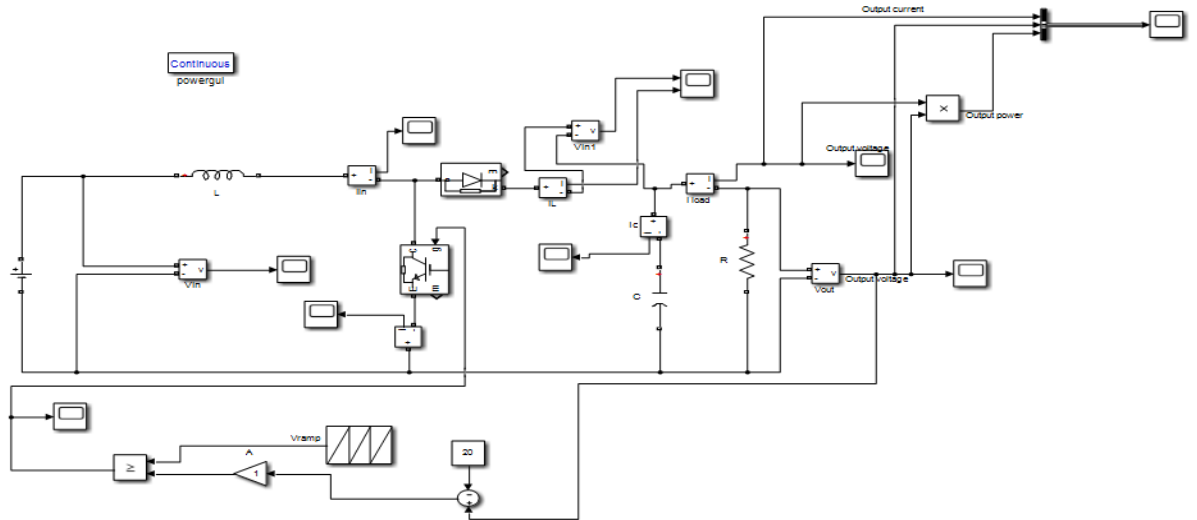 Output current
Continuous
powergui
Output power
Output voltage
Vin1
Iin
IL
I load
L
Ic
R
C
Vin
Vout
Output voltage
Vramp
A
20
1